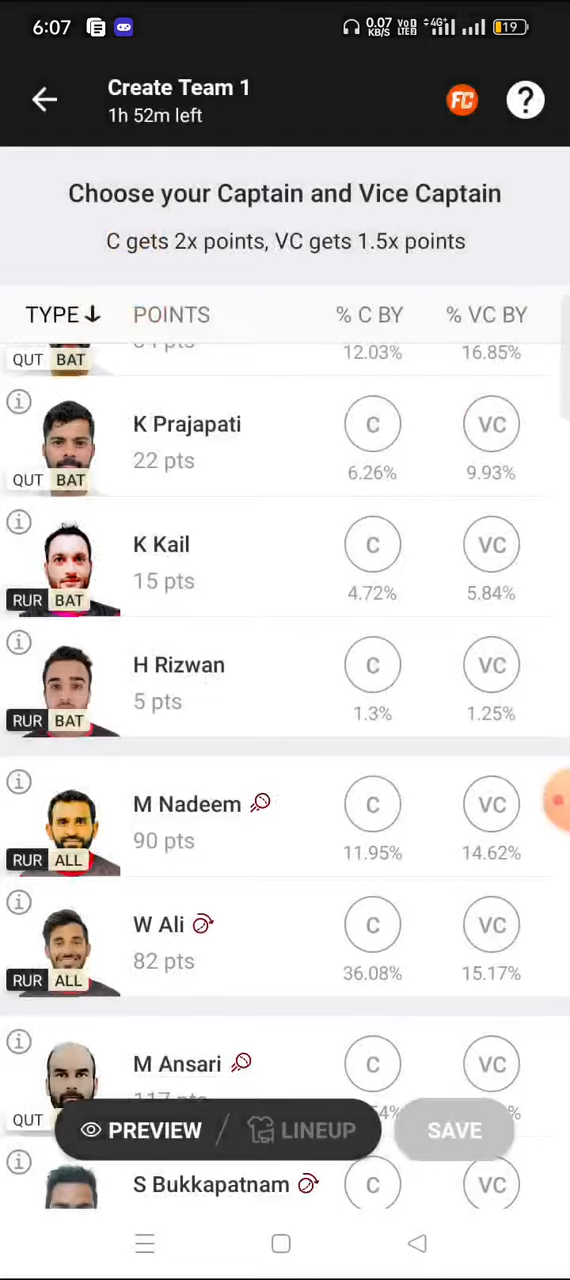 6:07
0.07 KB/S
VoD LTE2
4G+
19
Create Team 1
1h 52m left
FC
?
Choose your Captain and Vice Captain
C gets 2x points, VC gets 1.5x points
TYPE POINTS % C BY % VC BY
12.03% 16.85%
QUT BAT
K Prajapati C VC
22 pts
6.26% 9.93%
QUT BAT
K Kail C VC
15 pts
4.72% 5.84%
RUR BAT
H Rizwan C VC
5 pts
1.3% 1.25%
RUR BAT
M Nadeem C VC
90 pts
11.95% 14.62%
RUR ALL
W Ali C VC
82 pts
36.08% 15.17%
RUR ALL
M Ansari C VC
117 pts
QUT
PREVIEW / LINEUP SAVE
S Bukkapatnam C VC